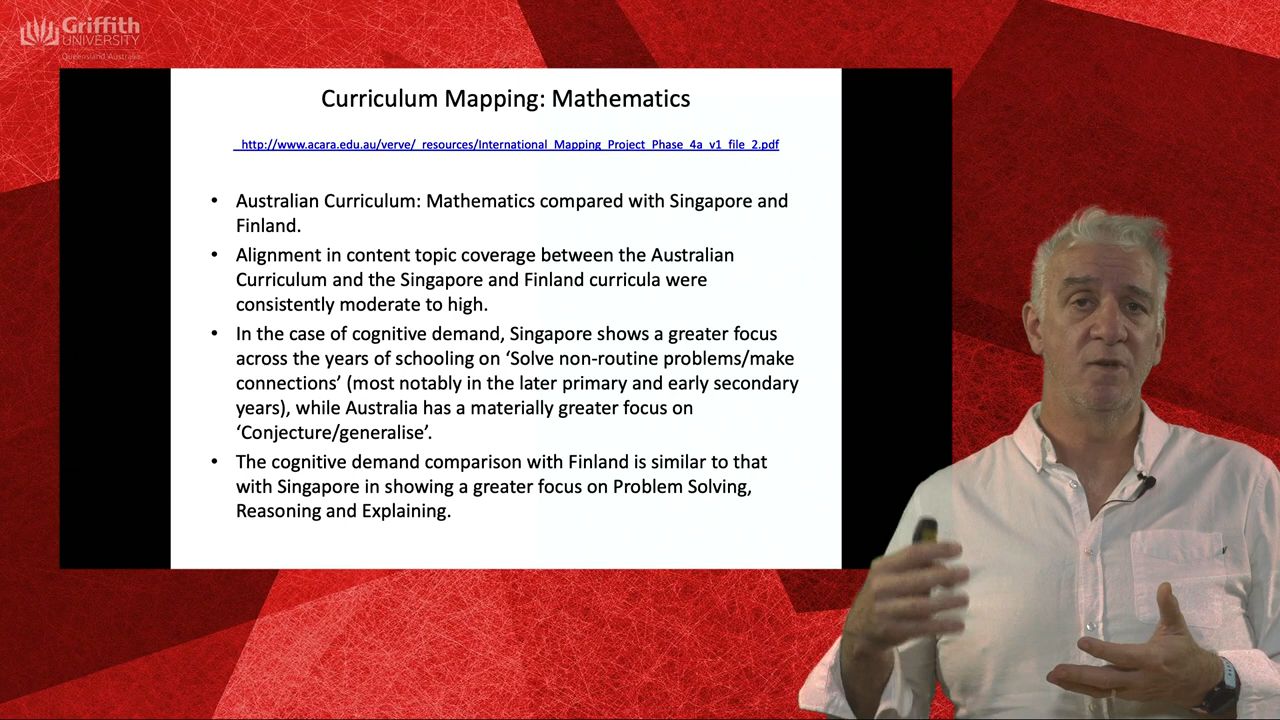 Griffith
UNIVERSITY
Queensland Australia
Curriculum Mapping: Mathematics
_http://www.acara.edu.au/verve/_resources/International_Mapping_Project_Phase_4a_v1_file_2.pdf
• Australian Curriculum: Mathematics compared with Singapore and
Finland.
• Alignment in content topic coverage between the Australian
Curriculum and the Singapore and Finland curricula were
consistently moderate to high.
• In the case of cognitive demand, Singapore shows a greater focus
across the years of schooling on ‘Solve non-routine problems/make
connections’ (most notably in the later primary and early secondary
years), while Australia has a materially greater focus on
‘Conjecture/generalise’.
• The cognitive demand comparison with Finland is similar to that
with Singapore in showing a greater focus on Problem Solving,
Reasoning and Explaining.